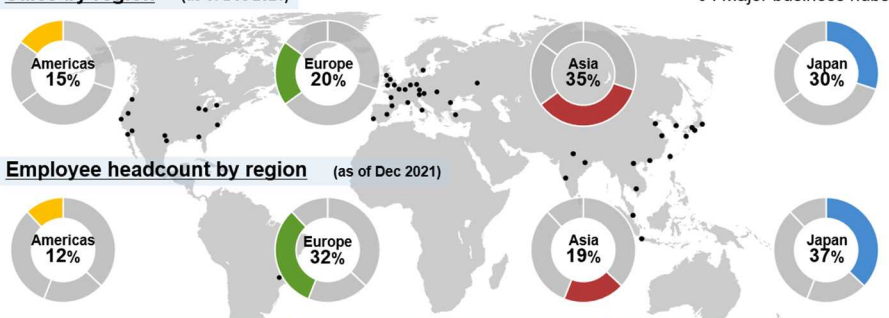 Americas
15%
Europe
20%
Asia
35%
Japan
30%
Employee headcount by region (as of Dec 2021)
Americas
12%
Europe
32%
Asia
19%
Japan
37%